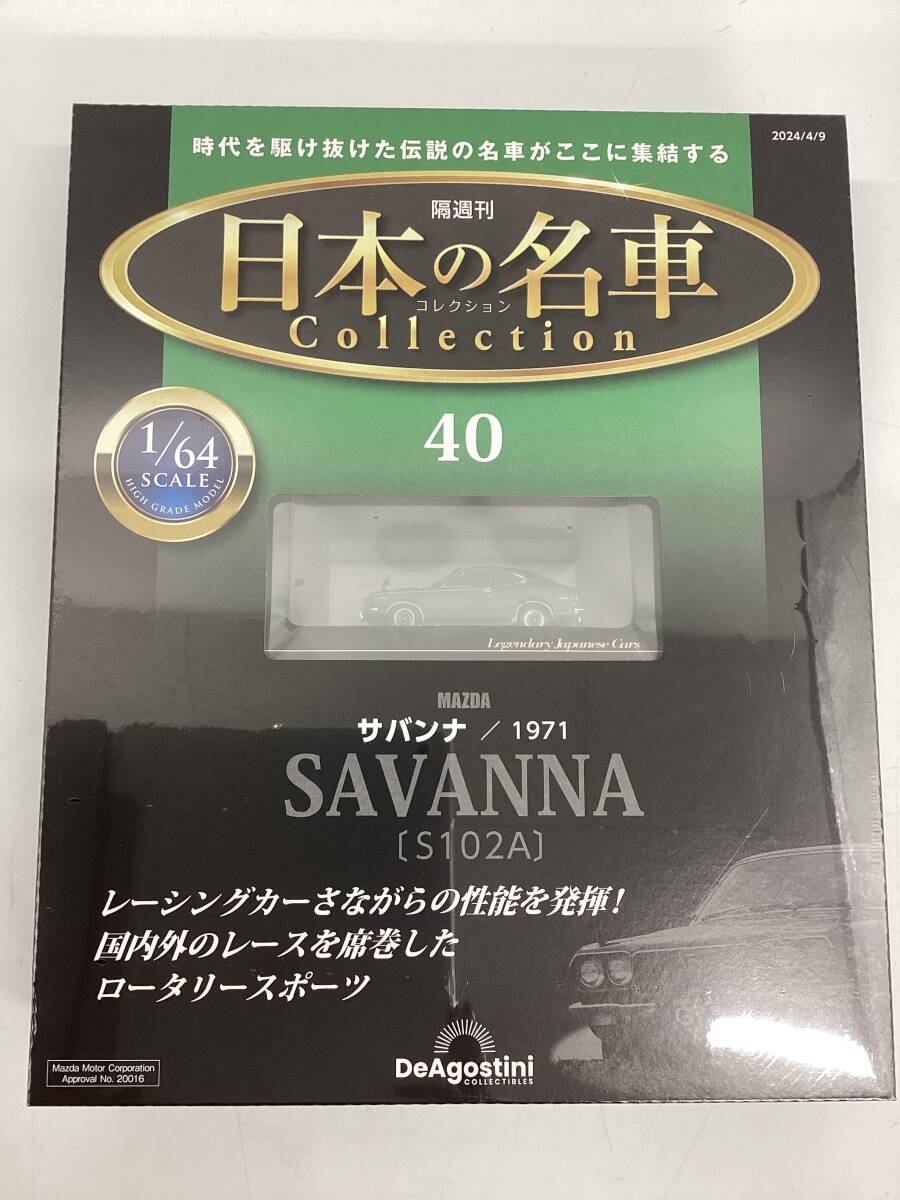 2024/4/9
時代を駆け抜けた伝説の名車がここに集結する
隔週刊
日本の名車
コレクション
Collection
40
1/64
SCALE
HIGH GRADE MODEL
Legendary Japanese Cars
MAZDA
サバンナ / 1971
SAVANNA
〔S102A〕
レーシングカーさながらの性能を発揮!
国内外のレースを席巻した
ロータリースポーツ
Mazda Motor Corporation
Approval No. 20016
DeAgostini
COLLECTIBLES